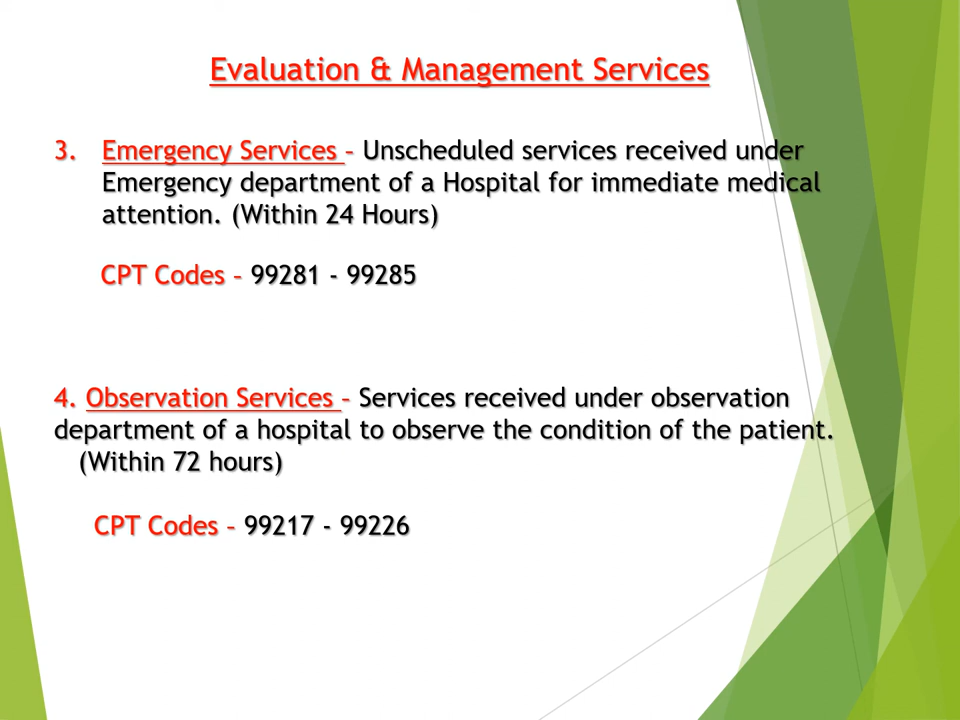 Evaluation & Management Services
3. Emergency Services – Unscheduled services received under
Emergency department of a Hospital for immediate medical
attention. (Within 24 Hours)
CPT Codes – 99281 - 99285
4. Observation Services – Services received under observation
department of a hospital to observe the condition of the patient.
(Within 72 hours)
CPT Codes – 99217 - 99226